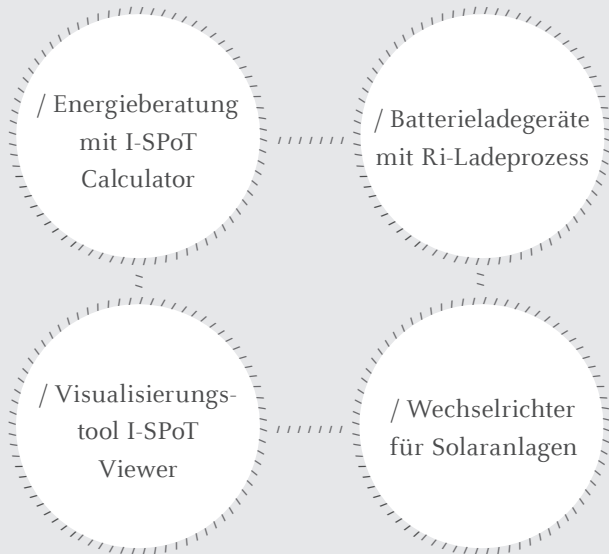 / Energieberatung
mit I-SPoT
Calculator
/ Batterieladegeräte
mit Ri-Ladeprozess
/ Visualisierungs-
tool I-SPoT
Viewer
/ Wechselrichter
für Solaranlagen